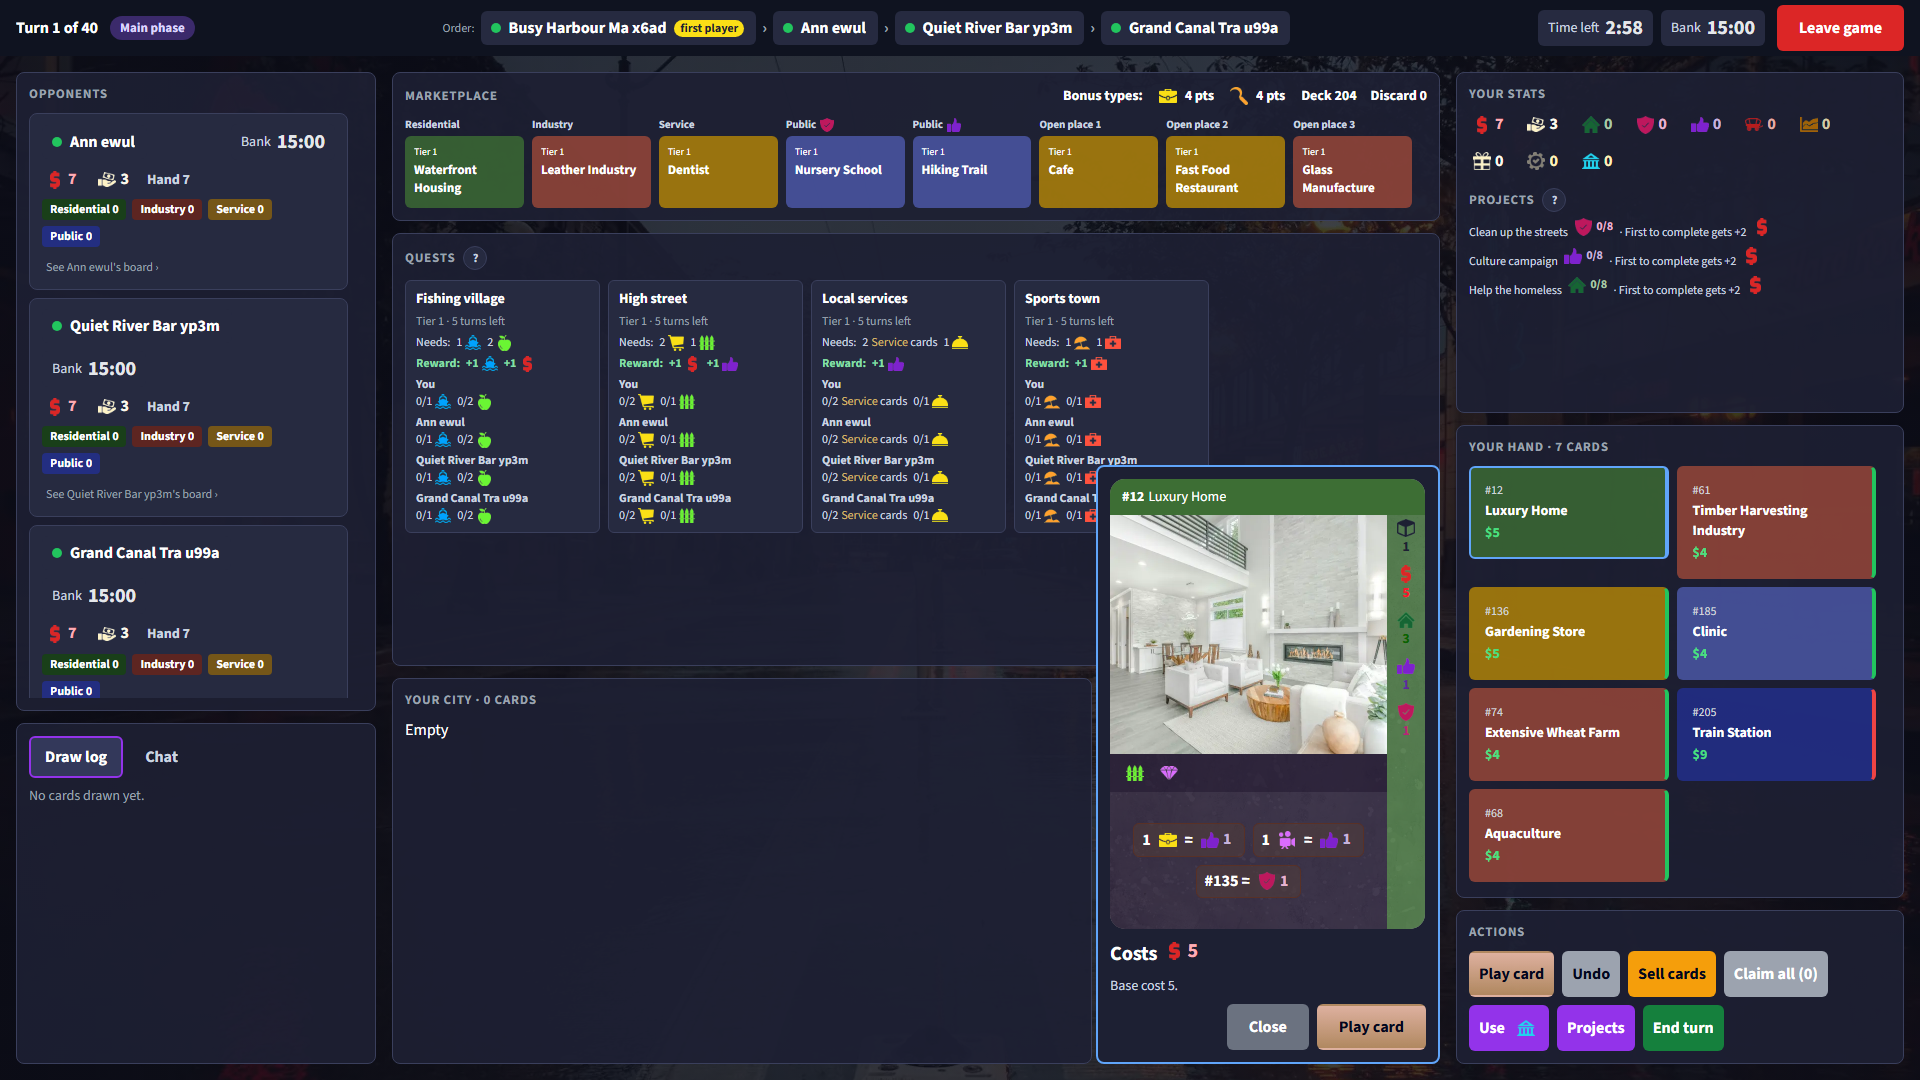 Turn 1 of 40 Main phase
Order: Busy Harbour Ma x6ad first player › Ann ewul › Quiet River Bar yp3m › Grand Canal Tra u99a
Time left 2:58 Bank 15:00 Leave game
OPPONENTS
Ann ewul Bank 15:00
7 3 Hand 7
Residential 0 Industry 0 Service 0
Public 0
See Ann ewul's board ›
Quiet River Bar yp3m
Bank 15:00
7 3 Hand 7
Residential 0 Industry 0 Service 0
Public 0
See Quiet River Bar yp3m's board ›
Grand Canal Tra u99a
Bank 15:00
7 3 Hand 7
Residential 0 Industry 0 Service 0
Public 0
Draw log Chat
No cards drawn yet.
MARKETPLACE
Bonus types: 4 pts 4 pts Deck 204 Discard 0
Residential Industry Service Public Public Open place 1 Open place 2 Open place 3
Tier 1 Tier 1 Tier 1 Tier 1 Tier 1 Tier 1 Tier 1 Tier 1
Waterfront Leather Industry Dentist Nursery School Hiking Trail Cafe Fast Food Glass
Housing Restaurant Manufacture
QUESTS ?
Fishing village
Tier 1 · 5 turns left
Needs: 1 2
Reward: +1 +1
You
0/1 0/2
Ann ewul
0/1 0/2
Quiet River Bar yp3m
0/1 0/2
Grand Canal Tra u99a
0/1 0/2
High street
Tier 1 · 5 turns left
Needs: 2 1
Reward: +1 +1
You
0/2 0/1
Ann ewul
0/2 0/1
Quiet River Bar yp3m
0/2 0/1
Grand Canal Tra u99a
0/2 0/1
Local services
Tier 1 · 5 turns left
Needs: 2 Service cards 1
Reward: +1
You
0/2 Service cards 0/1
Ann ewul
0/2 Service cards 0/1
Quiet River Bar yp3m
0/2 Service cards 0/1
Grand Canal Tra u99a
0/2 Service cards 0/1
Sports town
Tier 1 · 5 turns left
Needs: 1 1
Reward: +1
You
0/1 0/1
Ann ewul
0/1 0/1
Quiet River Bar yp3m
0/1 0/1
Grand Canal T
0/1 0/1
YOUR CITY · 0 CARDS
Empty
#12 Luxury Home
1
5
3
1
1
1 = 1 1 = 1
#135 = 1
Costs 5
Base cost 5.
Close Play card
YOUR STATS
7 3 0 0 0 0 0
0 0 0
PROJECTS ?
Clean up the streets 0/8 · First to complete gets +2
Culture campaign 0/8 · First to complete gets +2
Help the homeless 0/8 · First to complete gets +2
YOUR HAND · 7 CARDS
#12
Luxury Home
$5
#61
Timber Harvesting
Industry
$4
#136
Gardening Store
$5
#185
Clinic
$4
#74
Extensive Wheat Farm
$4
#205
Train Station
$9
#68
Aquaculture
$4
ACTIONS
Play card Undo Sell cards Claim all (0)
Use Projects End turn